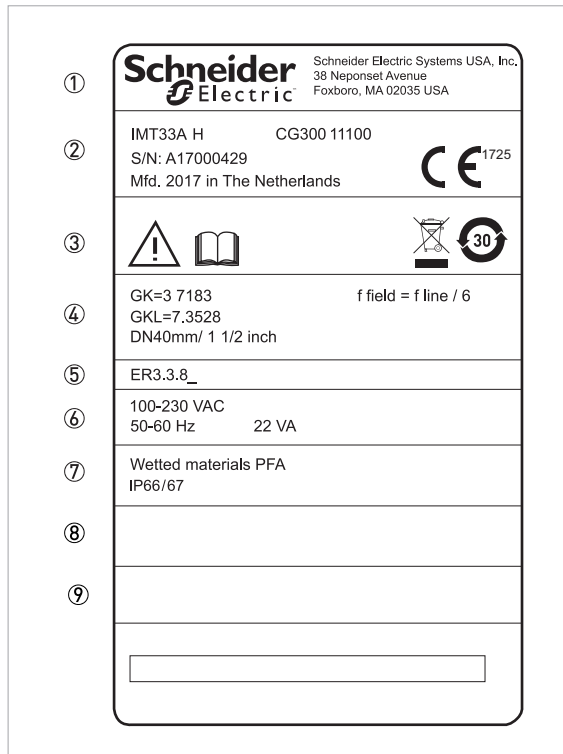 ①
Schneider
Electric
Schneider Electric Systems USA, Inc.
38 Neponset Avenue
Foxboro, MA 02035 USA
②
IMT33A H CG300 11100
S/N: A17000429
Mfd. 2017 in The Netherlands
CE 1725
③
30
④
GK=3 7183 f field = f line / 6
GKL=7.3528
DN40mm/ 1 1/2 inch
⑤
ER3.3.8_
⑥
100-230 VAC
50-60 Hz 22 VA
⑦
Wetted materials PFA
IP66/67
⑧
⑨